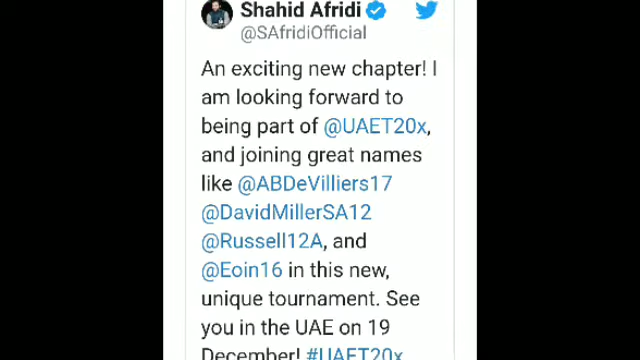 Shahid Afridi
@SAfridiOfficial
An exciting new chapter! I
am looking forward to
being part of @UAET20x,
and joining great names
like @ABDeVilliers17
@DavidMillerSA12
@Russell12A, and
@Eoin16 in this new,
unique tournament. See
you in the UAE on 19
December! #UAET20x